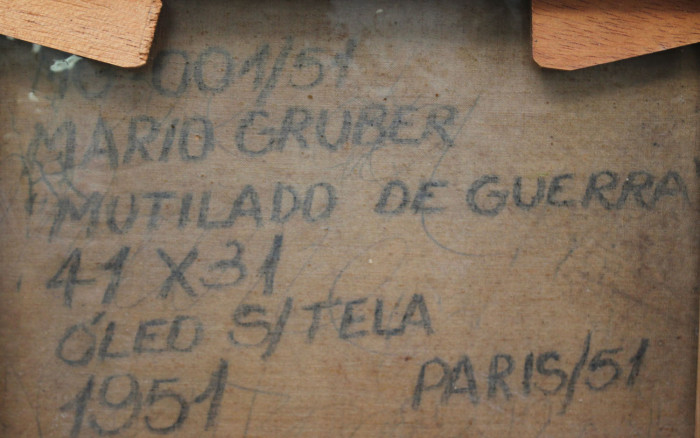 001/51
MARIO GRUBER
"MUTILADO DE GUERRA
41 X 31
ÓLEO S/TELA
1951 PARIS/51